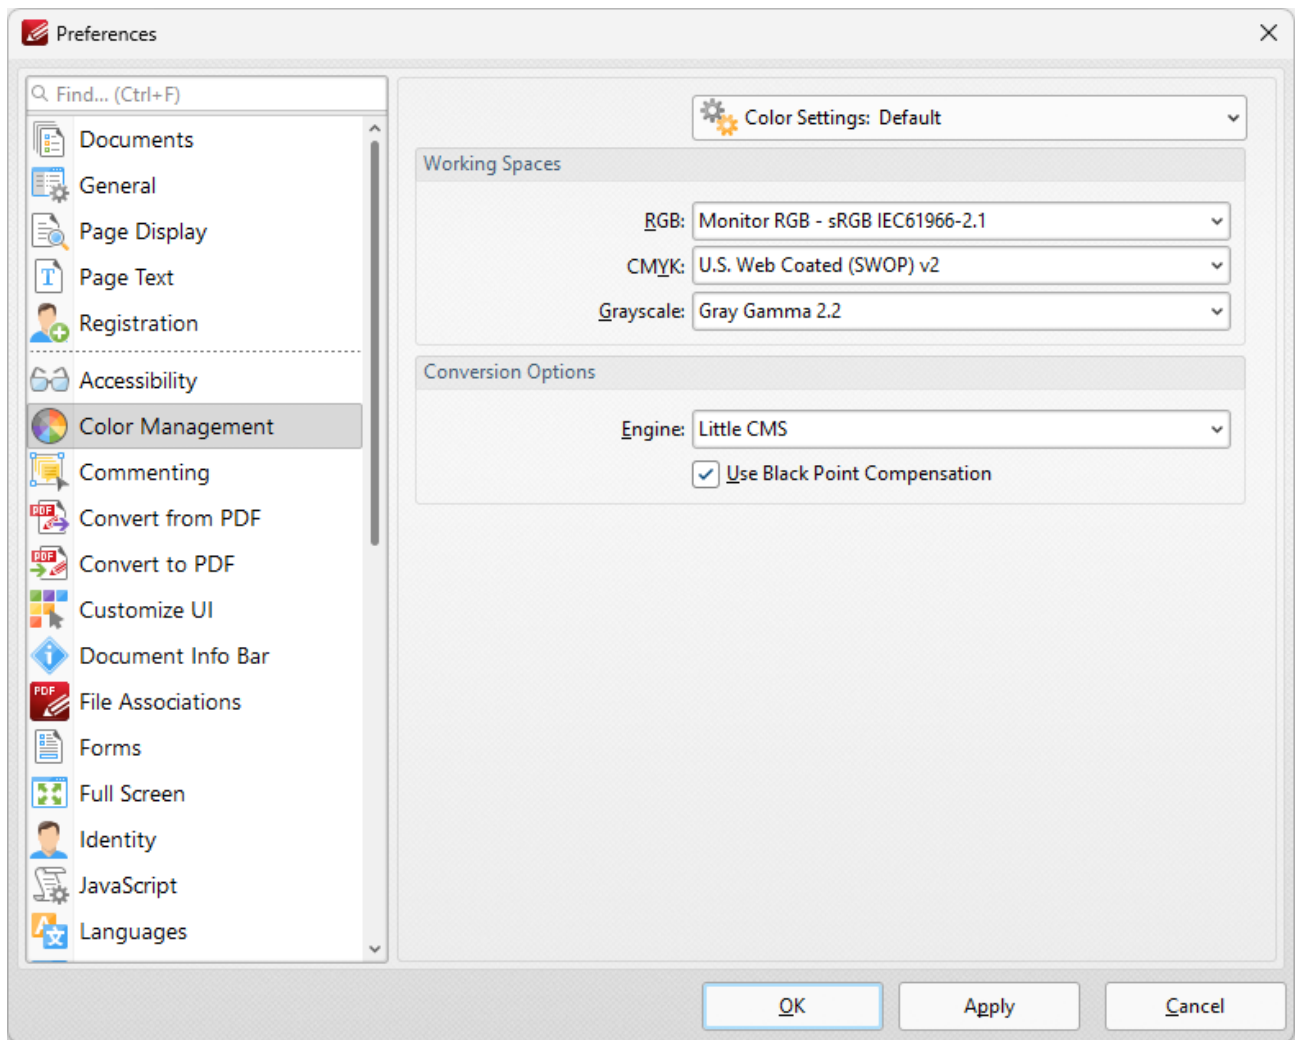 Preferences
Find... (Ctrl+F)
Documents
General
Page Display
Page Text
Registration
Accessibility
Color Management
Commenting
Convert from PDF
Convert to PDF
Customize UI
Document Info Bar
File Associations
Forms
Full Screen
Identity
JavaScript
Languages
Color Settings: Default
Working Spaces
RGB: Monitor RGB - sRGB IEC61966-2.1
CMYK: U.S. Web Coated (SWOP) v2
Grayscale: Gray Gamma 2.2
Conversion Options
Engine: Little CMS
Use Black Point Compensation
OK Apply Cancel